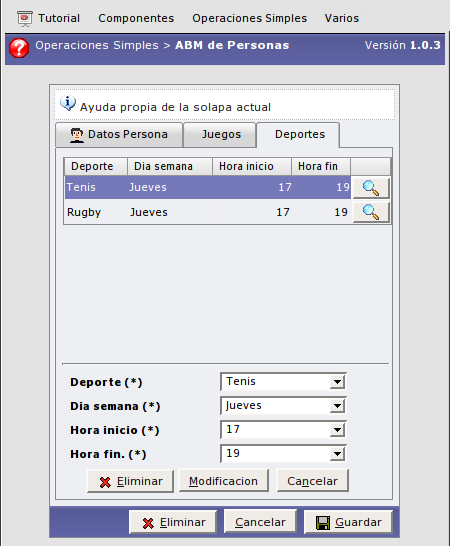 Tutorial Componentes Operaciones Simples Varios
Operaciones Simples > ABM de Personas Versión 1.0.3
Ayuda propia de la solapa actual
Datos Persona Juegos Deportes
Deporte Dia semana Hora inicio Hora fin
Tenis Jueves 17 19
Rugby Jueves 17 19
Deporte (*) Tenis
Dia semana (*) Jueves
Hora inicio (*) 17
Hora fin. (*) 19
Eliminar Modificacion Cancelar
Eliminar Cancelar Guardar